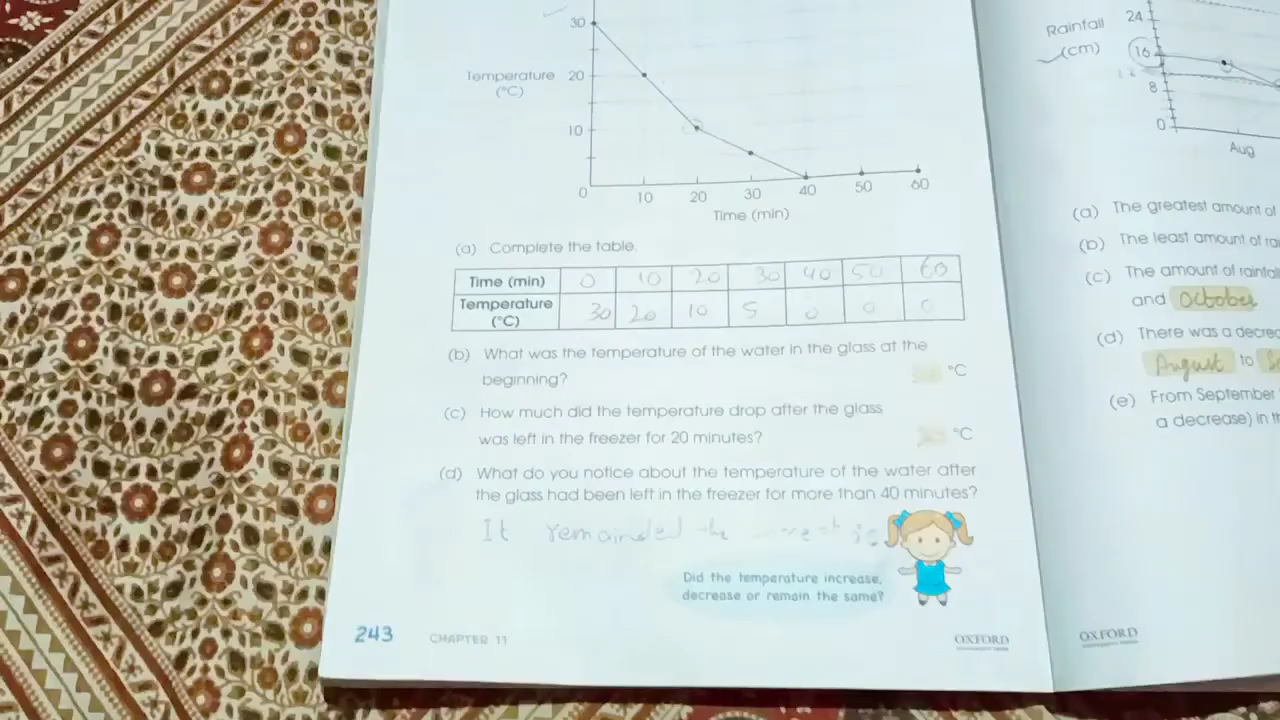 30
Temperature 20
(°C)
10
0 10 20 30 40 50 60
Time (min)
(a) Complete the table.
Time (min) 0 10 20 30 40 50 60
Temperature (°C) 30 20 10 5 0 0 0
(b) What was the temperature of the water in the glass at the
beginning? °C
(c) How much did the temperature drop after the glass
was left in the freezer for 20 minutes? °C
(d) What do you notice about the temperature of the water after
the glass had been left in the freezer for more than 40 minutes?
It remainded the
Did the temperature increase,
decrease or remain the same?
243 CHAPTER 11 OXFORD
24
Rainfall
(cm) 16
8
0
Aug
(a) The greatest amount of
(b) The least amount of
(c) The amount of
and October
(d) There was a
August to
(e) From September
a decrease) in
OXFORD